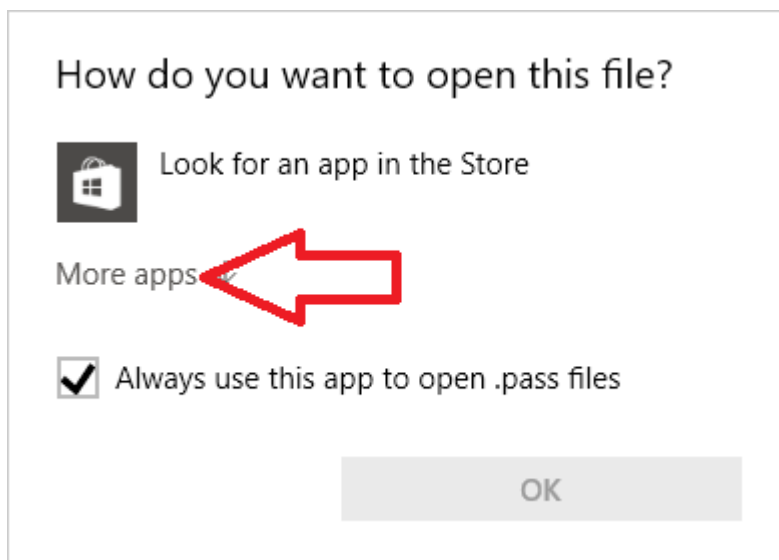 How do you want to open this file?
Look for an app in the Store
More apps
Always use this app to open .pass files
OK